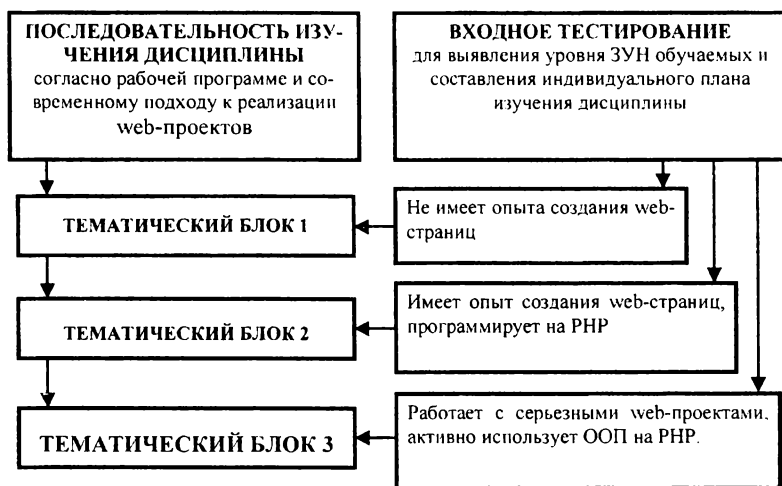 ПОСЛЕДОВАТЕЛЬНОСТЬ ИЗУ-
ЧЕНИЯ ДИСЦИПЛИНЫ
согласно рабочей программе и со-
временному подходу к реализации
web-проектов
ВХОДНОЕ ТЕСТИРОВАНИЕ
для выявления уровня ЗУН обучаемых и
составления индивидуального плана
изучения дисциплины
ТЕМАТИЧЕСКИЙ БЛОК 1
Не имеет опыта создания web-
страниц
ТЕМАТИЧЕСКИЙ БЛОК 2
Имеет опыт создания web-страниц,
программирует на PHP
ТЕМАТИЧЕСКИЙ БЛОК 3
Работает с серьезными web-проектами,
активно использует ООП на PHP.